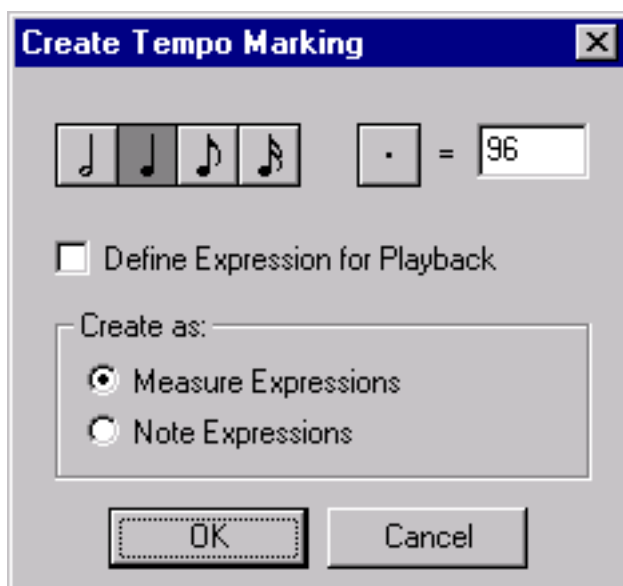 Create Tempo Marking
. = 96
Define Expression for Playback
Create as:
Measure Expressions
Note Expressions
OK Cancel